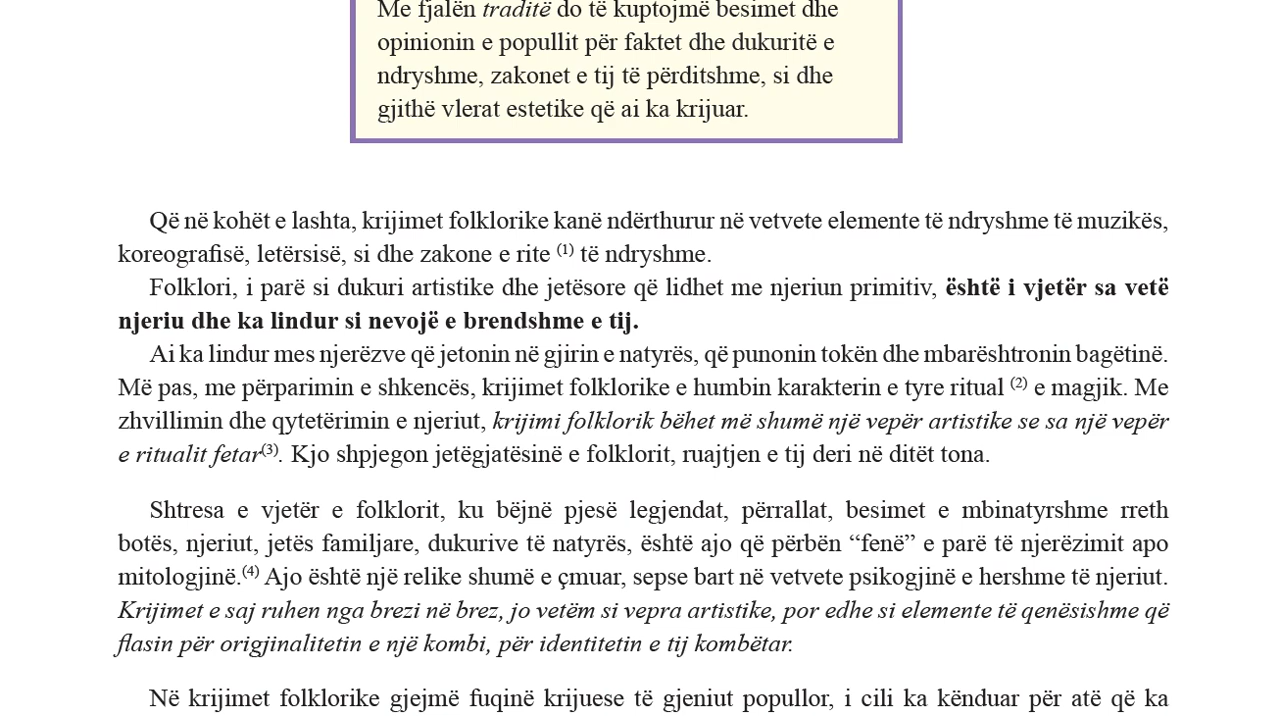 Me fjalën traditë do të kuptojmë besimet dhe
opinionin e popullit për faktet dhe dukuritë e
ndryshme, zakonet e tij të përditshme, si dhe
gjithë vlerat estetike që ai ka krijuar.
Që në kohët e lashta, krijimet folklorike kanë ndërthurur në vetvete elemente të ndryshme të muzikës,
koreografisë, letërsisë, si dhe zakone e rite (1) të ndryshme.
Folklori, i parë si dukuri artistike dhe jetësore që lidhet me njeriun primitiv, është i vjetër sa vetë
njeriu dhe ka lindur si nevojë e brendshme e tij.
Ai ka lindur mes njerëzve që jetonin në gjirin e natyrës, që punonin tokën dhe mbarështronin bagëtinë.
Më pas, me përparimin e shkencës, krijimet folklorike e humbin karakterin e tyre ritual (2) e magjik. Me
zhvillimin dhe qytetërimin e njeriut, krijimi folklorik bëhet më shumë një vepër artistike se sa një vepër
e ritualit fetar(3). Kjo shpjegon jetëgjatësinë e folklorit, ruajtjen e tij deri në ditët tona.
Shtresa e vjetër e folklorit, ku bëjnë pjesë legjendat, përrallat, besimet e mbinatyrshme rreth
botës, njeriut, jetës familjare, dukurive të natyrës, është ajo që përbën “fenë” e parë të njerëzimit apo
mitologjinë.(4) Ajo është një relike shumë e çmuar, sepse bart në vetvete psikogjinë e hershme të njeriut.
Krijimet e saj ruhen nga brezi në brez, jo vetëm si vepra artistike, por edhe si elemente të qenësishme që
flasin për origjinalitetin e një kombi, për identitetin e tij kombëtar.
Në krijimet folklorike gjejmë fuqinë krijuese të gjeniut popullor, i cili ka kënduar për atë që ka